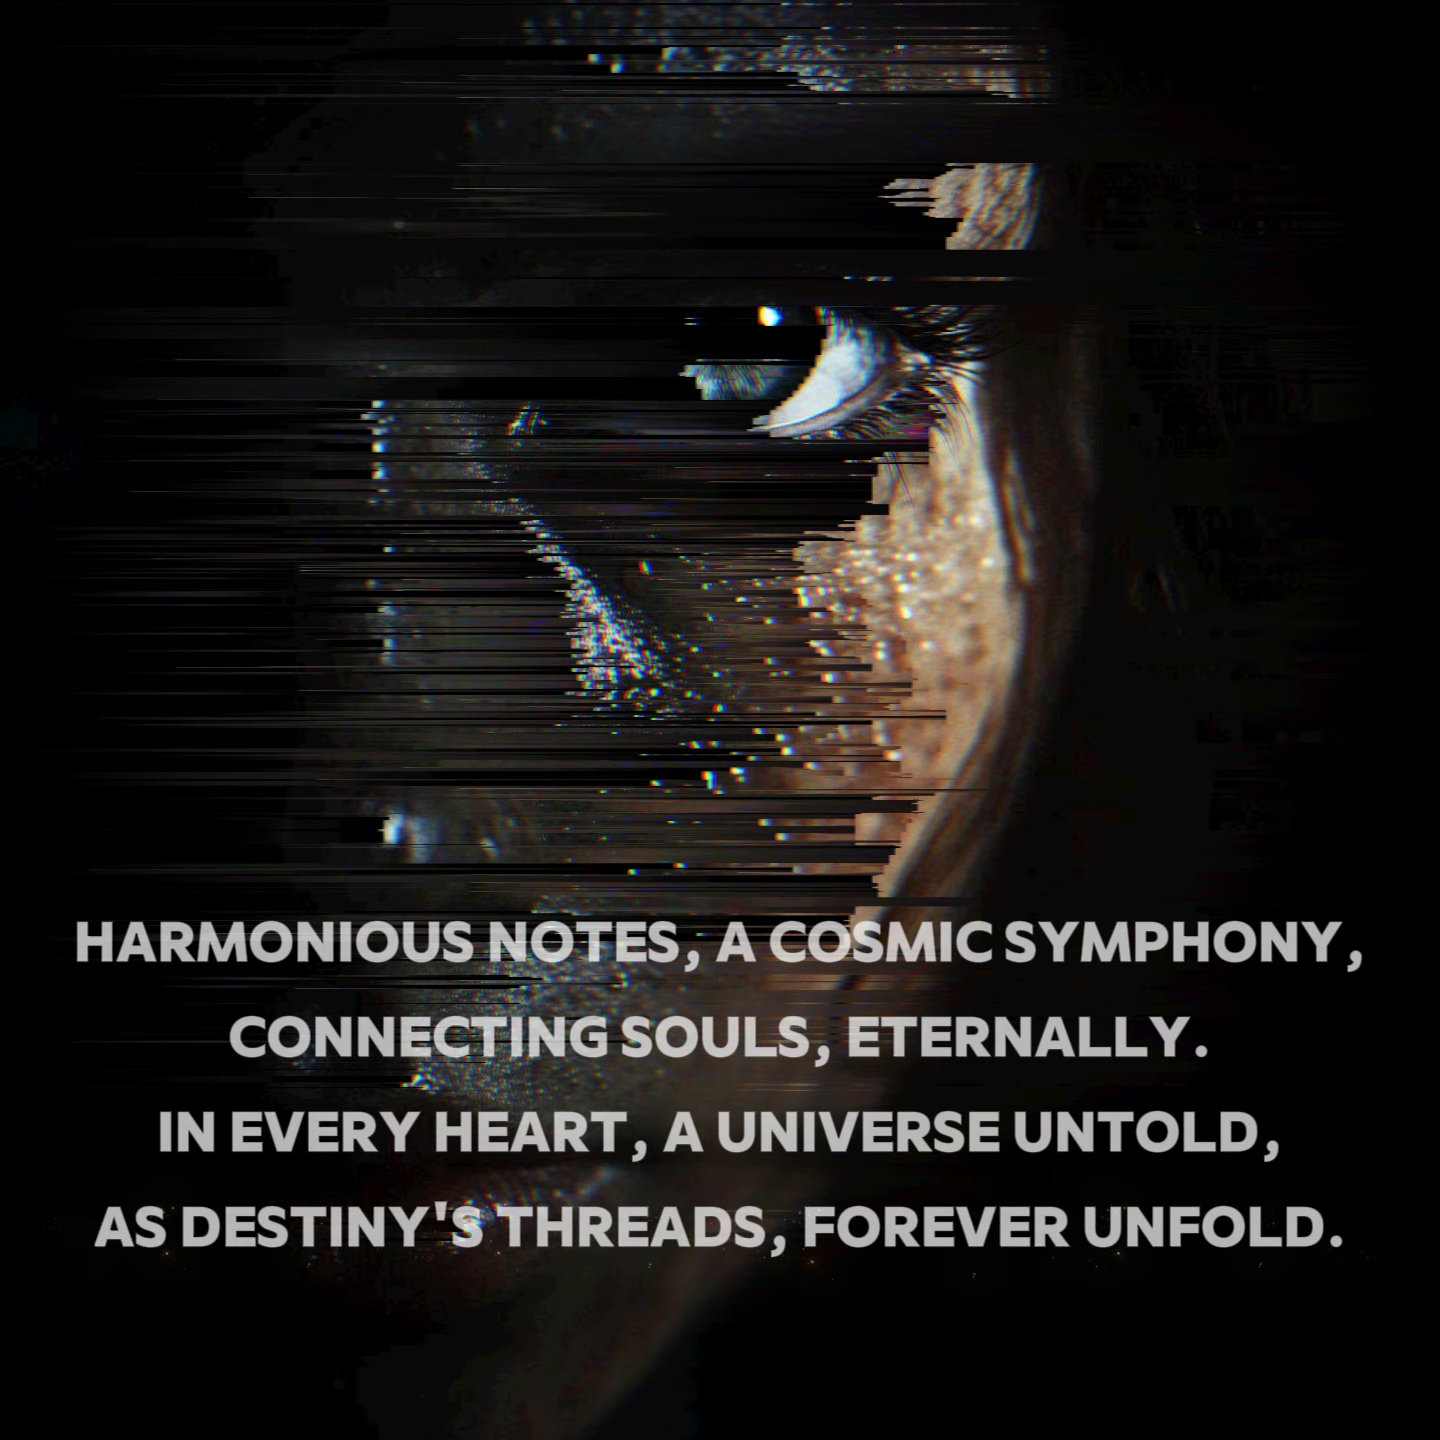 HARMONIOUS NOTES, A COSMIC SYMPHONY,
CONNECTING SOULS, ETERNALLY.
IN EVERY HEART, A UNIVERSE UNTOLD,
AS DESTINY'S THREADS, FOREVER UNFOLD.